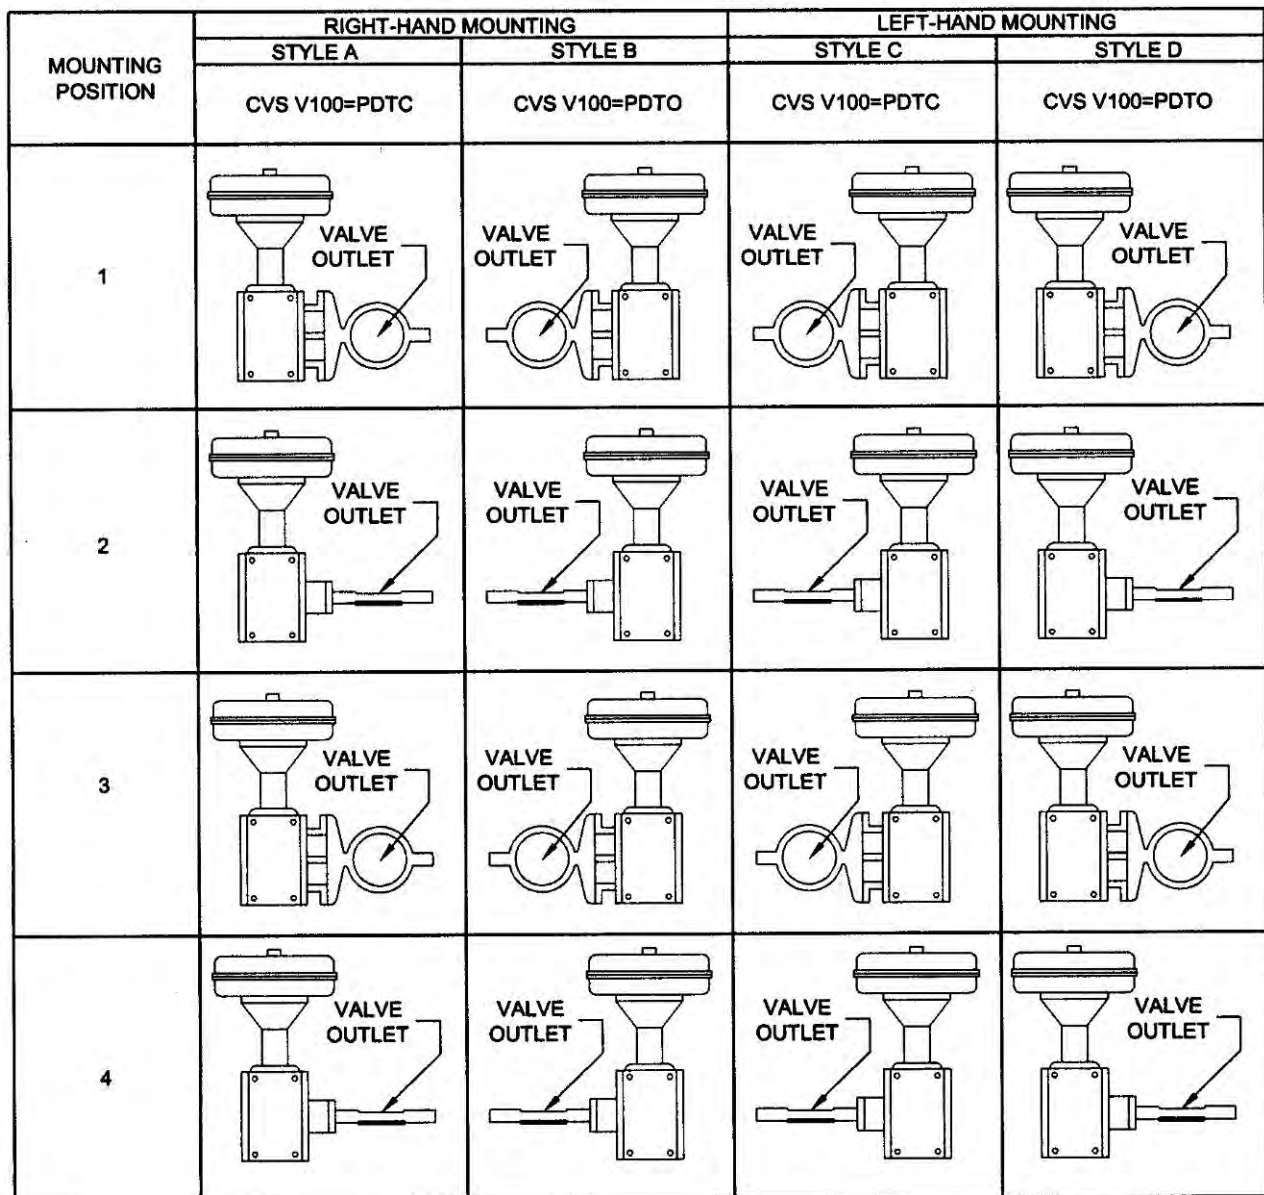 RIGHT-HAND MOUNTING LEFT-HAND MOUNTING
MOUNTING POSITION STYLE A STYLE B STYLE C STYLE D
CVS V100=PDTC CVS V100=PDTO CVS V100=PDTC CVS V100=PDTO
1
VALVE OUTLET VALVE OUTLET VALVE OUTLET VALVE OUTLET
2
VALVE OUTLET VALVE OUTLET VALVE OUTLET VALVE OUTLET
3
VALVE OUTLET VALVE OUTLET VALVE OUTLET VALVE OUTLET
4
VALVE OUTLET VALVE OUTLET VALVE OUTLET VALVE OUTLET